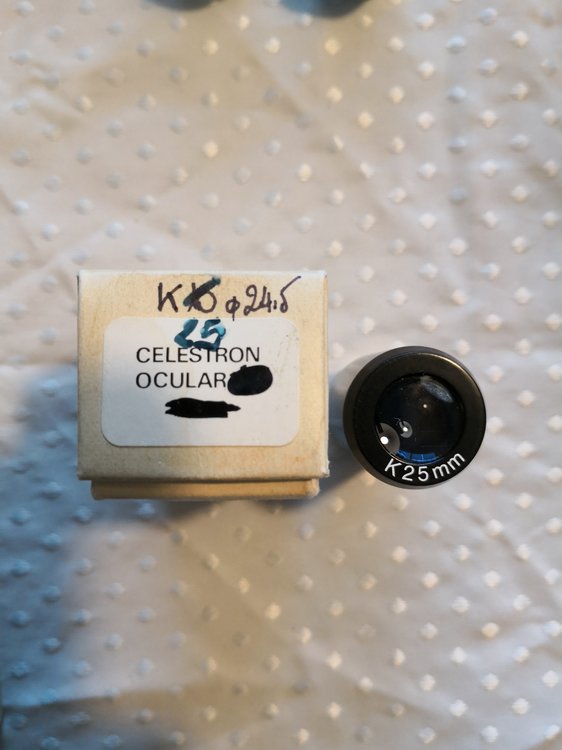 K φ24.5
25
CELESTRON
OCULAR
K25mm